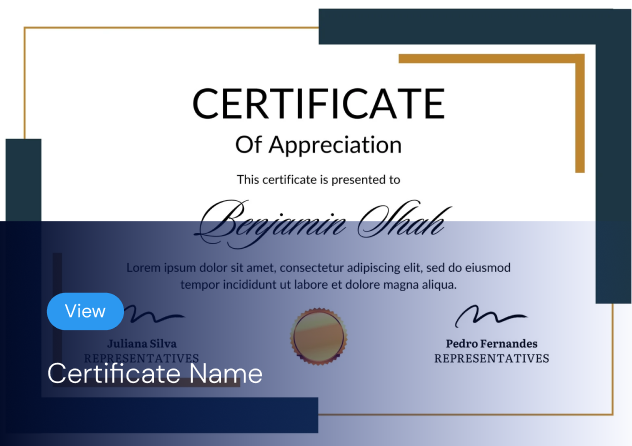 CERTIFICATE
Of Appreciation
This certificate is presented to
Benjamin Shah
Lorem ipsum dolor sit amet, consectetur adipiscing elit, sed do eiusmod
tempor incididunt ut labore et dolore magna aliqua.
View
Juliana Silva
REPRESENTATIVES
Pedro Fernandes
REPRESENTATIVES
Certificate Name